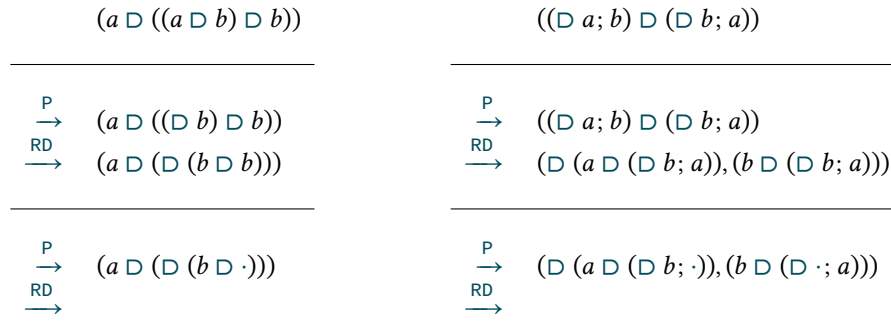 (a ⊃ ((a ⊃ b) ⊃ b))
P → (a ⊃ ((⊃ b) ⊃ b))
RD → (a ⊃ (⊃ (b ⊃ b)))
P → (a ⊃ (⊃ (b ⊃ ·)))
RD →
((⊃ a; b) ⊃ (⊃ b; a))
P → ((⊃ a; b) ⊃ (⊃ b; a))
RD → (⊃ (a ⊃ (⊃ b; a)), (b ⊃ (⊃ b; a)))
P → (⊃ (a ⊃ (⊃ b; ·)), (b ⊃ (⊃ ·; a)))
RD →